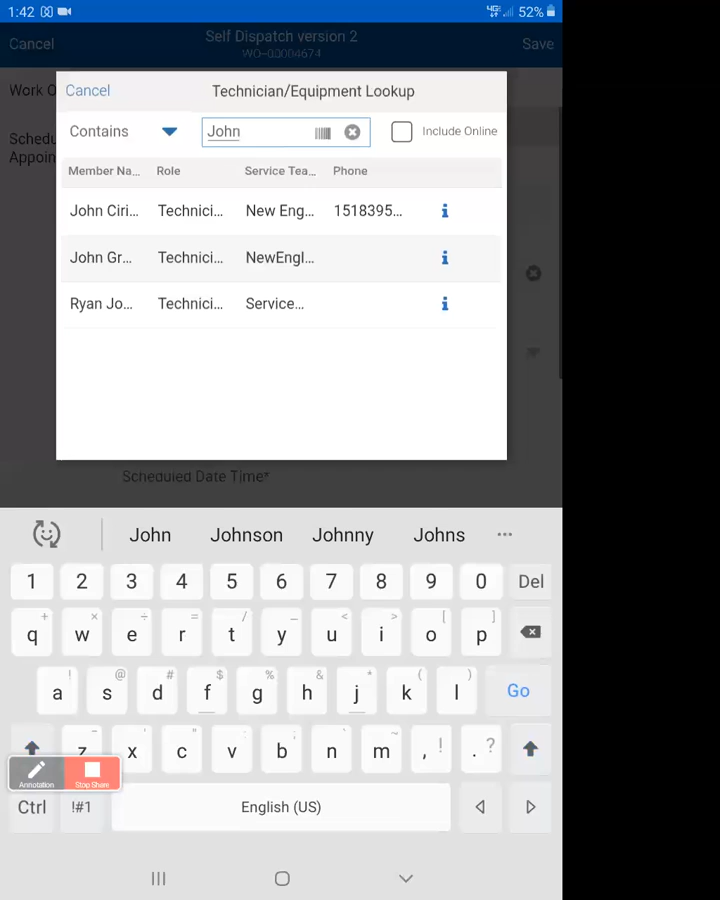 1:42 52%
Self Dispatch version 2
Cancel WO-00004674 Save
Work O
Schedu
Appoin
Cancel Technician/Equipment Lookup
Contains John Include Online
Member Na... Role Service Tea... Phone
John Ciri... Technici... New Eng... 1518395...
John Gr... Technici... NewEngl...
Ryan Jo... Technici... Service...
Scheduled Date Time*
John Johnson Johnny Johns ...
1 2 3 4 5 6 7 8 9 0 Del
+ × ÷ = / _ < > [ ]
q w e r t y u i o p
! @ # $ % & * ( )
a s d f g h j k l Go
- ' " : ; , ~ ! ?
z x c v b n m , .
Annotation Stop Share
Ctrl !#1 English (US)